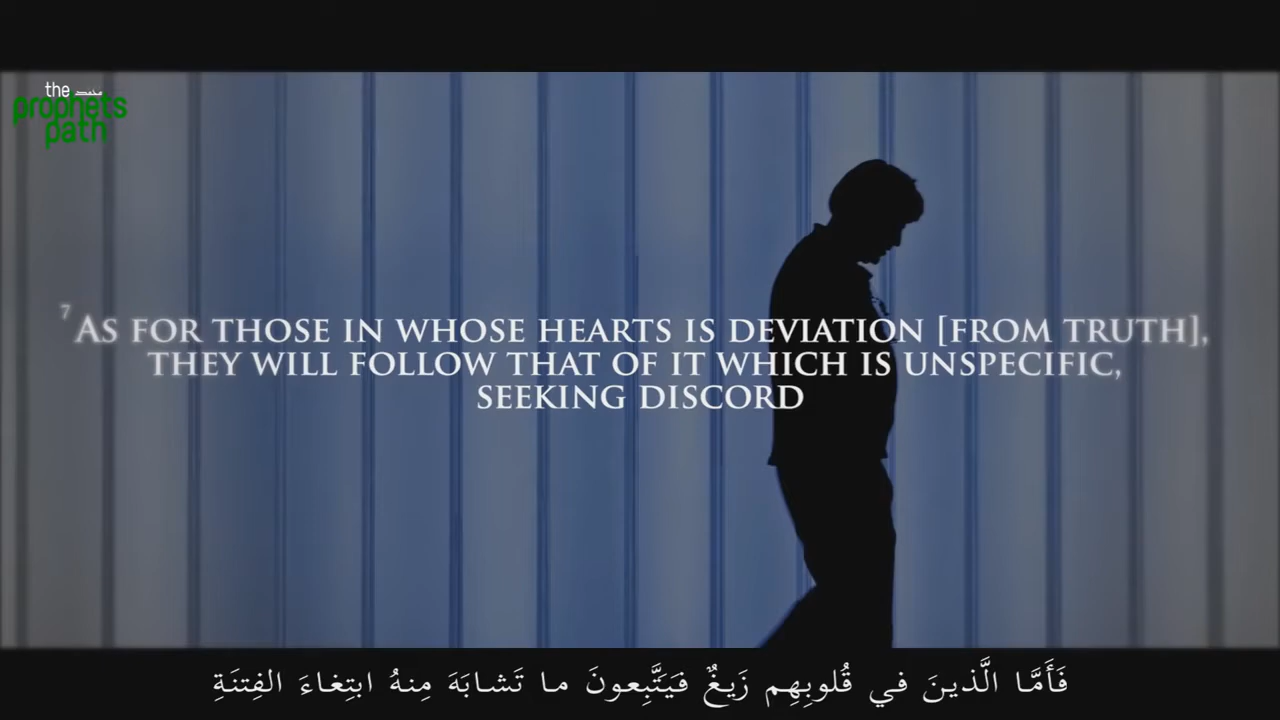 the
prophets
path
7 AS FOR THOSE IN WHOSE HEARTS IS DEVIATION [FROM TRUTH],
THEY WILL FOLLOW THAT OF IT WHICH IS UNSPECIFIC,
SEEKING DISCORD
فَأَمَّا الَّذينَ في قُلوبِهِم زَيغٌ فَيَتَّبِعونَ ما تَشابَهَ مِنهُ ابتِغاءَ الفِتنَةِ